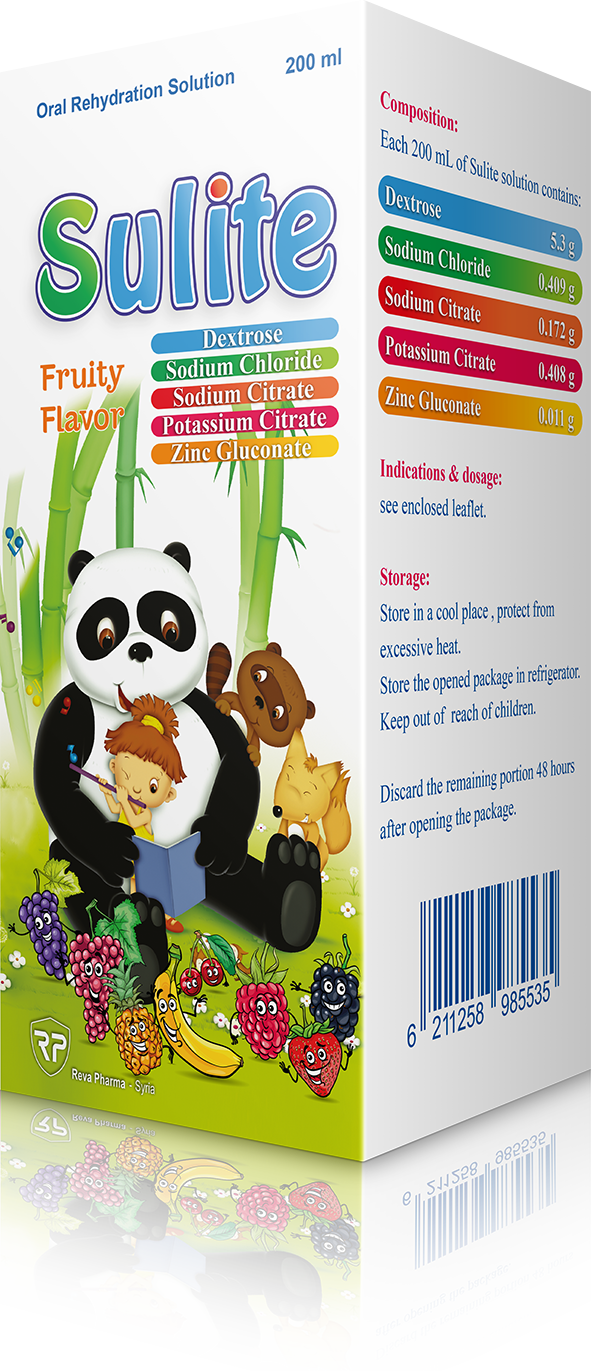 Oral Rehydration Solution 200 ml
Sulite
Fruity
Flavor
Dextrose
Sodium Chloride
Sodium Citrate
Potassium Citrate
Zinc Gluconate
RP
Reva Pharma - Syria
Composition:
Each 200 mL of Sulite solution contains:
Dextrose 5.3 g
Sodium Chloride 0.409 g
Sodium Citrate 0.172 g
Potassium Citrate 0.408 g
Zinc Gluconate 0.011 g
Indications & dosage:
see enclosed leaflet.
Storage:
Store in a cool place , protect from
excessive heat.
Store the opened package in refrigerator.
Keep out of reach of children.
Discard the remaining portion 48 hours
after opening the package.
6 211258 985535